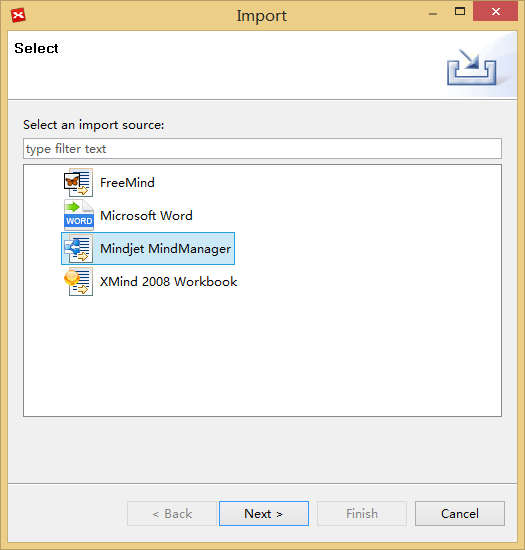 Import
Select
Select an import source:
type filter text
FreeMind
WORD
Microsoft Word
Mindjet MindManager
XMind 2008 Workbook
< Back
Next >
Finish
Cancel